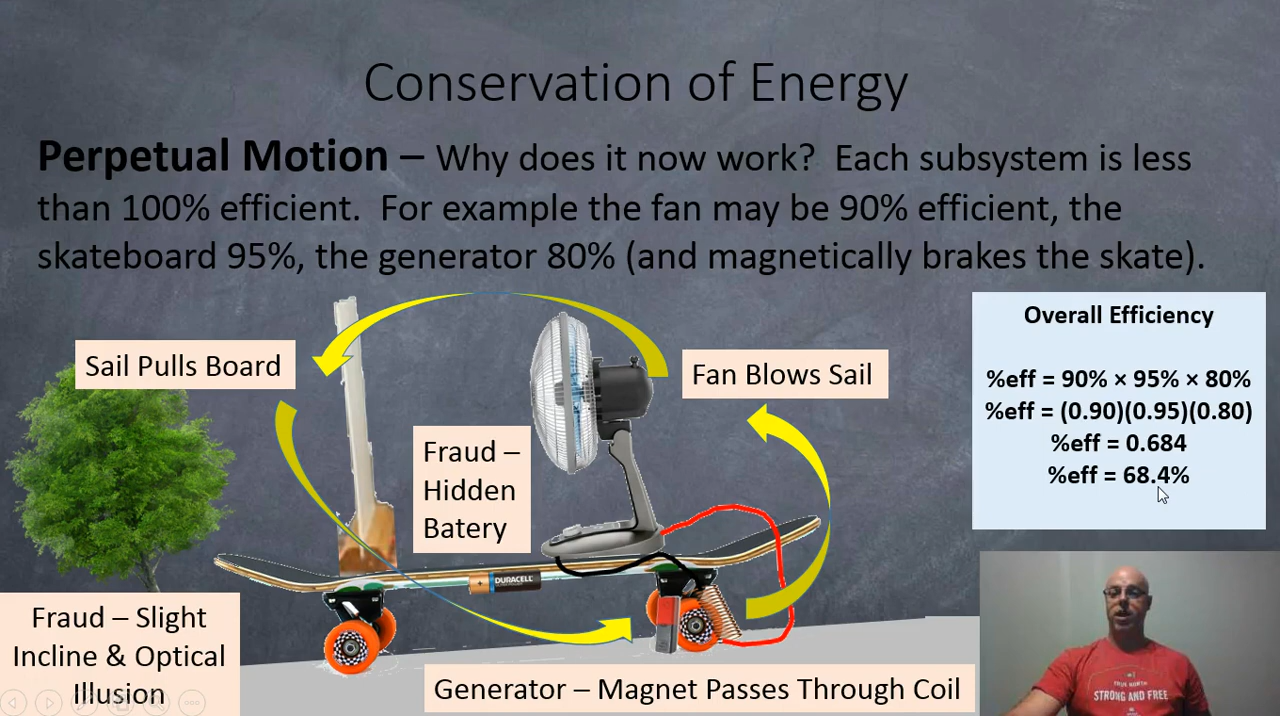 Conservation of Energy
Perpetual Motion – Why does it now work? Each subsystem is less
than 100% efficient. For example the fan may be 90% efficient, the
skateboard 95%, the generator 80% (and magnetically brakes the skate).
Overall Efficiency
%eff = 90% × 95% × 80%
%eff = (0.90)(0.95)(0.80)
%eff = 0.684
%eff = 68.4%
Sail Pulls Board
Fan Blows Sail
Fraud –
Hidden
Batery
+ DURACELL
Fraud – Slight
Incline & Optical
Illusion
Generator – Magnet Passes Through Coil
TRUE NORTH
STRONG AND FREE